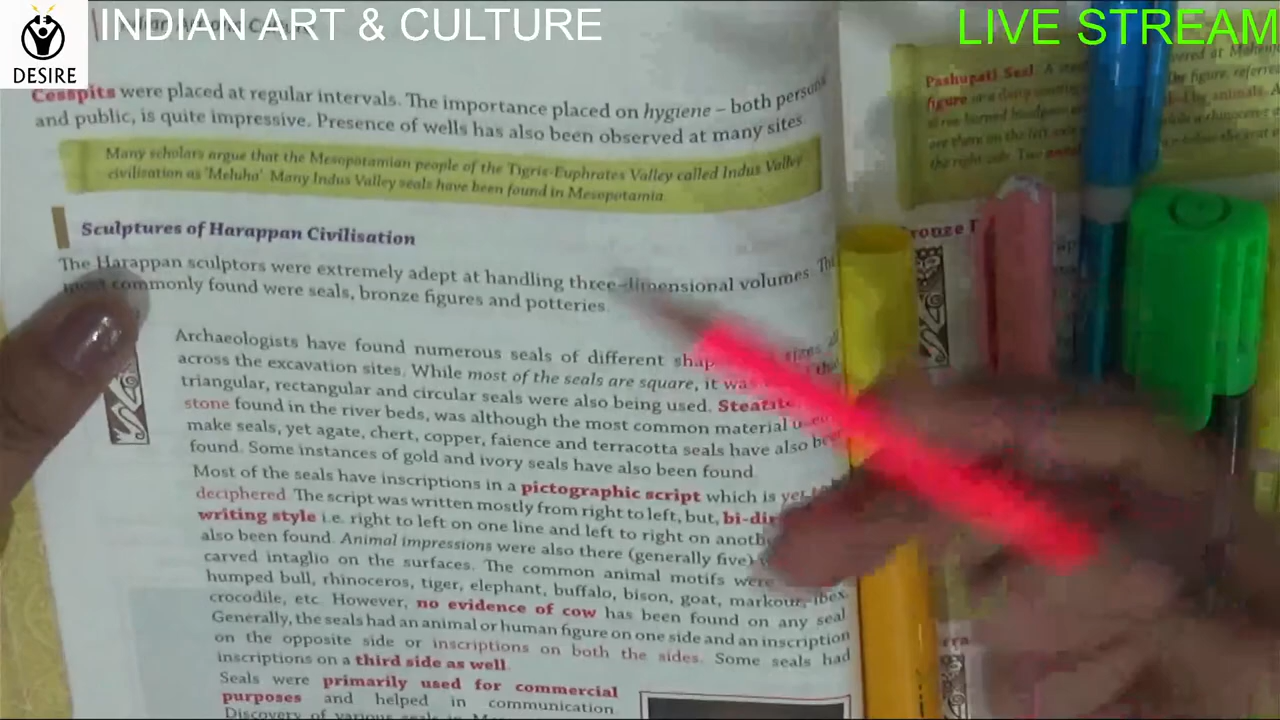 INDIAN ART & CULTURE
LIVE STREAM
DESIRE
Cesspits were placed at regular intervals. The importance placed on hygiene – both
and public, is quite impressive. Presence of wells has also been observed at many sites
Many scholars argue that the Mesopotamian people of the Tigris-Euphrates Valley called Indus Valley
civilisation as 'Meluha'. Many Indus Valley seals have been found in Mesopotamia
Sculptures of Harappan Civilisation
The Harappan sculptors were extremely adept at handling three-dimensional volumes. The
most commonly found were seals, bronze figures and potteries.
Archaeologists have found numerous seals of different sizes
across the excavation sites. While most of the seals are square, it was
triangular, rectangular and circular seals were also being used.
stone found in the river beds, was although the most common material
make seals, yet agate, chert, copper, faience and terracotta seals have also
found. Some instances of gold and ivory seals have also been found.
Most of the seals have inscriptions in a pictographic script which is
deciphered. The script was written mostly from right to left, but,
writing style i.e. right to left on one line and left to right on
also been found. Animal impressions were also there (generally five)
carved intaglio on the surfaces. The common animal motifs were
humped bull, rhinoceros, tiger, elephant, buffalo, bison, goat, markour, ibex,
crocodile, etc. However, no evidence of cow has been found on any seal
Generally, the seals had an animal or human figure on one side and an inscription
on the opposite side or inscriptions on both the sides. Some seals had
inscriptions on a third side as well.
Seals were primarily used for commercial
purposes and helped in communication.
Discovery of various seals in
Pashupati Seal: A
figure